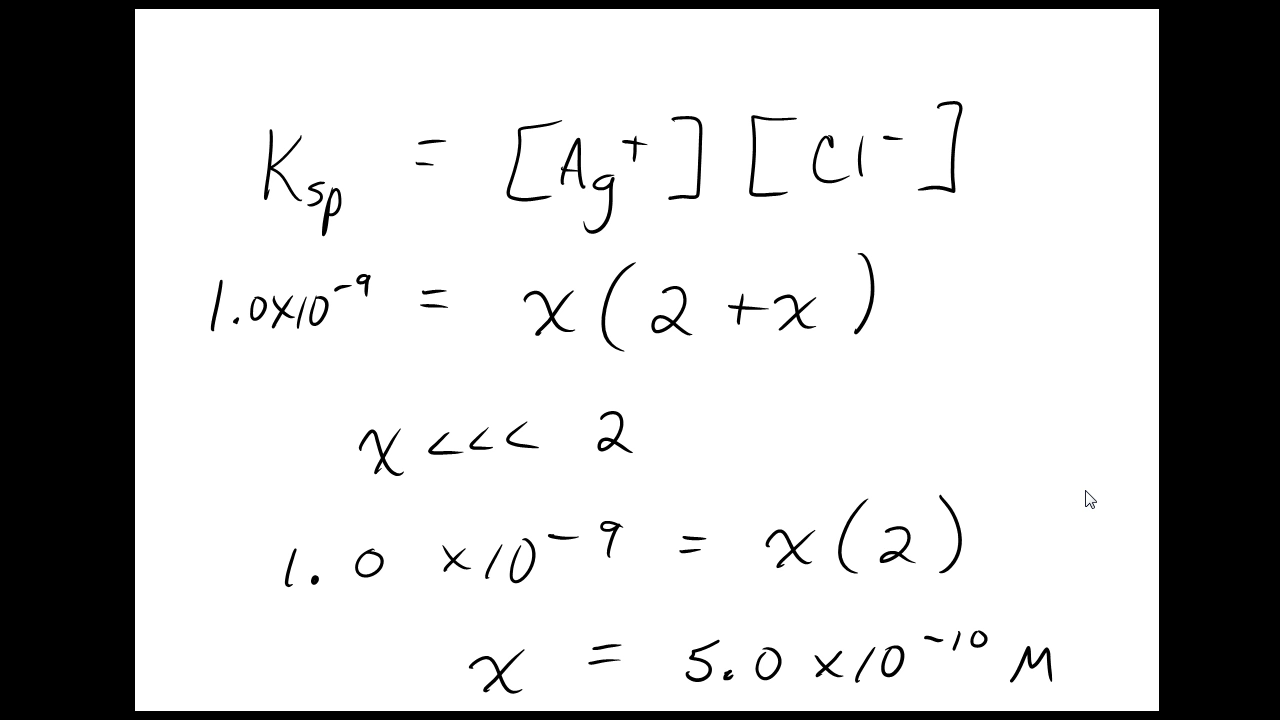 Ksp = [Ag⁺] [Cl⁻]
1.0x10⁻⁹ = x(2 + x)
x <<< 2
1.0 x10⁻⁹ = x(2)
x = 5.0 x10⁻¹⁰ M